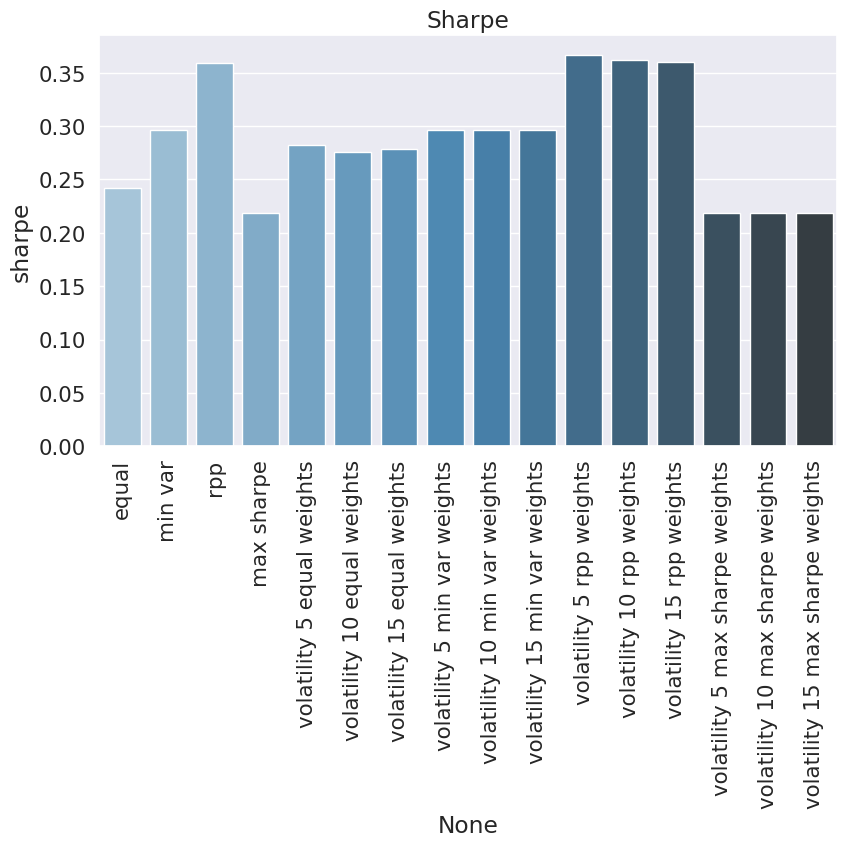 Sharpe
sharpe
0.35
0.30
0.25
0.20
0.15
0.10
0.05
0.00
equal
min var
rpp
max sharpe
volatility 5 equal weights
volatility 10 equal weights
volatility 15 equal weights
volatility 5 min var weights
volatility 10 min var weights
volatility 15 min var weights
volatility 5 rpp weights
volatility 10 rpp weights
volatility 15 rpp weights
volatility 5 max sharpe weights
volatility 10 max sharpe weights
volatility 15 max sharpe weights
None